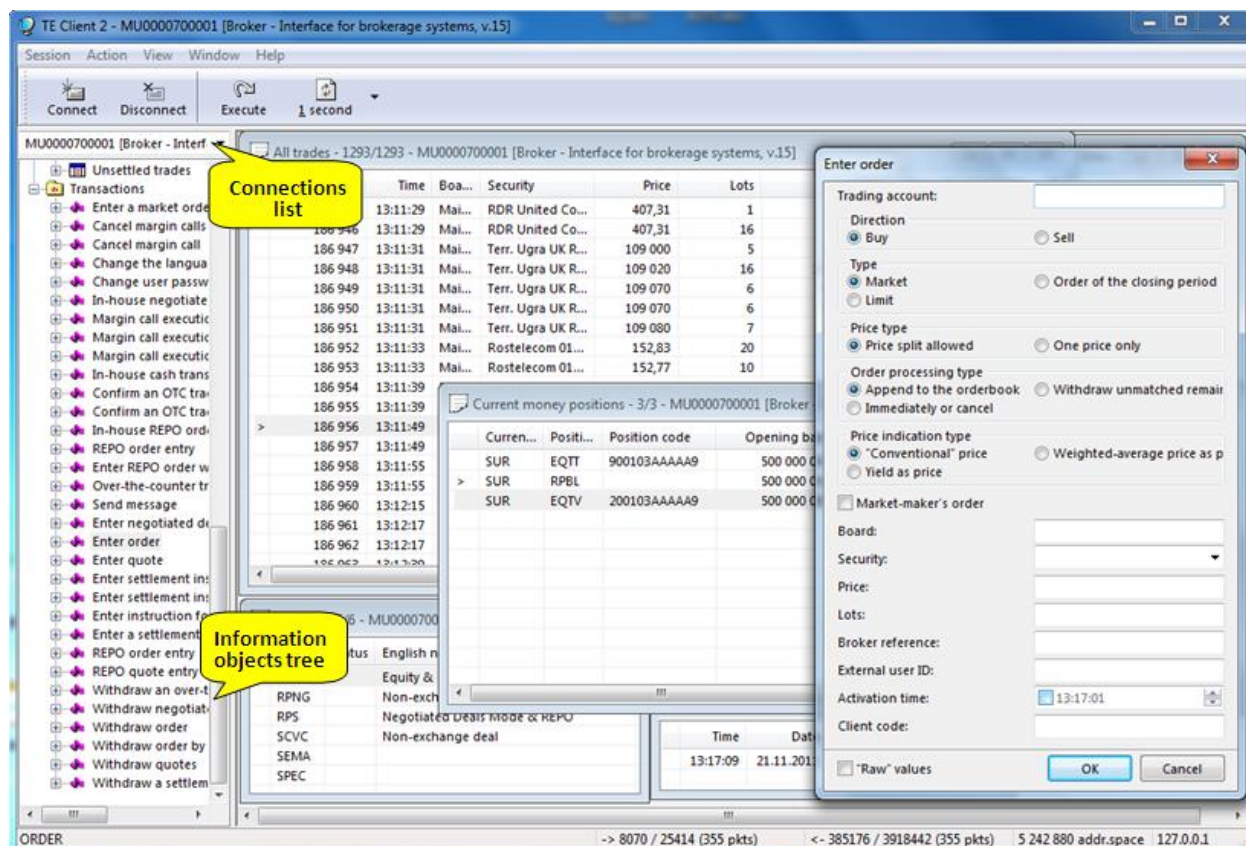 TE Client 2 - MU0000700001 [Broker - Interface for brokerage systems, v.15]
Session Action View Window Help
Connect Disconnect Execute 1 second
MU0000700001 [Broker - Interf
Unsettled trades
Transactions
Enter a market orde
Cancel margin calls
Cancel margin call
Change the langua
Change user passw
In-house negotiate
Margin call executic
Margin call executic
Margin call executic
In-house cash trans
Confirm an OTC tra
Confirm an OTC tra
In-house REPO ord
REPO order entry
Enter REPO order w
Over-the-counter tr
Send message
Enter negotiated de
Enter order
Enter quote
Enter settlement in
Enter settlement in
Enter instruction fo
Enter a settlement
REPO order entry
REPO quote entry
Withdraw an over-t
Withdraw negotiat
Withdraw order
Withdraw order by
Withdraw quotes
Withdraw a settlem
Connections
list
Information
objects tree
All trades - 1293/1293 - MU0000700001 [Broker - Interface for brokerage systems, v.15]
Time Boa... Security Price Lots
13:11:29 Mai... RDR United Co... 407,31 1
186 946 13:11:29 Mai... RDR United Co... 407,31 16
186 947 13:11:31 Mai... Terr. Ugra UK R... 109 000 5
186 948 13:11:31 Mai... Terr. Ugra UK R... 109 020 16
186 949 13:11:31 Mai... Terr. Ugra UK R... 109 070 6
186 950 13:11:31 Mai... Terr. Ugra UK R... 109 070 6
186 951 13:11:31 Mai... Terr. Ugra UK R... 109 080 7
186 952 13:11:33 Mai... Rostelecom 01... 152,83 20
186 953 13:11:33 Mai... Rostelecom 01... 152,77 10
186 954 13:11:39
186 955 13:11:39
> 186 956 13:11:49
186 957 13:11:49
186 958 13:11:55
186 959 13:11:55
186 960 13:12:15
186 961 13:12:17
186 962 13:12:17
Current money positions - 3/3 - MU0000700001 [Broker
Curren... Positi... Position code Opening ba
SUR EQTT 900103AAAAA9 500 000 0
> SUR RPBL 500 000 0
SUR EQTV 200103AAAAA9 500 000 0
6 - MU0000700
tus English n
Equity &
RPNG Non-exch
RPS Negotiated Deals Mode & REPO
SCVC Non-exchange deal
SEMA
SPEC
Time Dat
13:17:09 21.11.201
Enter order
Trading account:
Direction
Buy Sell
Type
Market Order of the closing period
Limit
Price type
Price split allowed One price only
Order processing type
Append to the orderbook Withdraw unmatched remair
Immediately or cancel
Price indication type
"Conventional" price Weighted-average price as p
Yield as price
Market-maker's order
Board:
Security:
Price:
Lots:
Broker reference:
External user ID:
Activation time: 13:17:01
Client code:
"Raw" values OK Cancel
ORDER -> 8070 / 25414 (355 pkts) <- 385176 / 3918442 (355 pkts) 5 242 880 addr.space 127.0.0.1